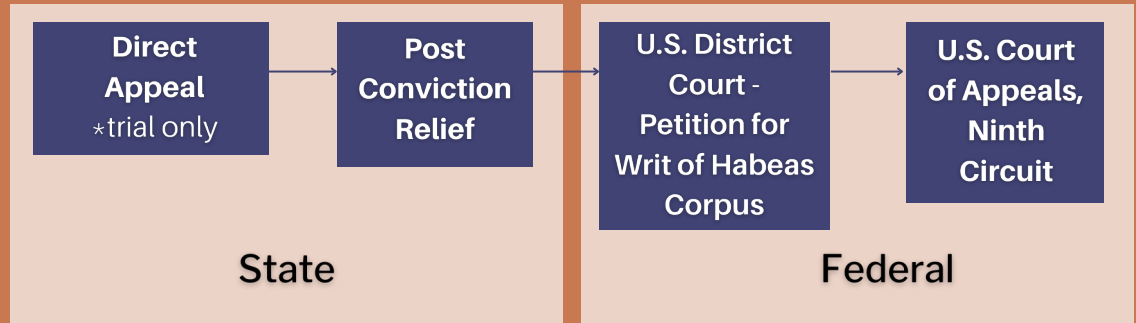 Direct
Appeal
*trial only
Post
Conviction
Relief
U.S. District
Court -
Petition for
Writ of Habeas
Corpus
U.S. Court
of Appeals,
Ninth
Circuit
State
Federal